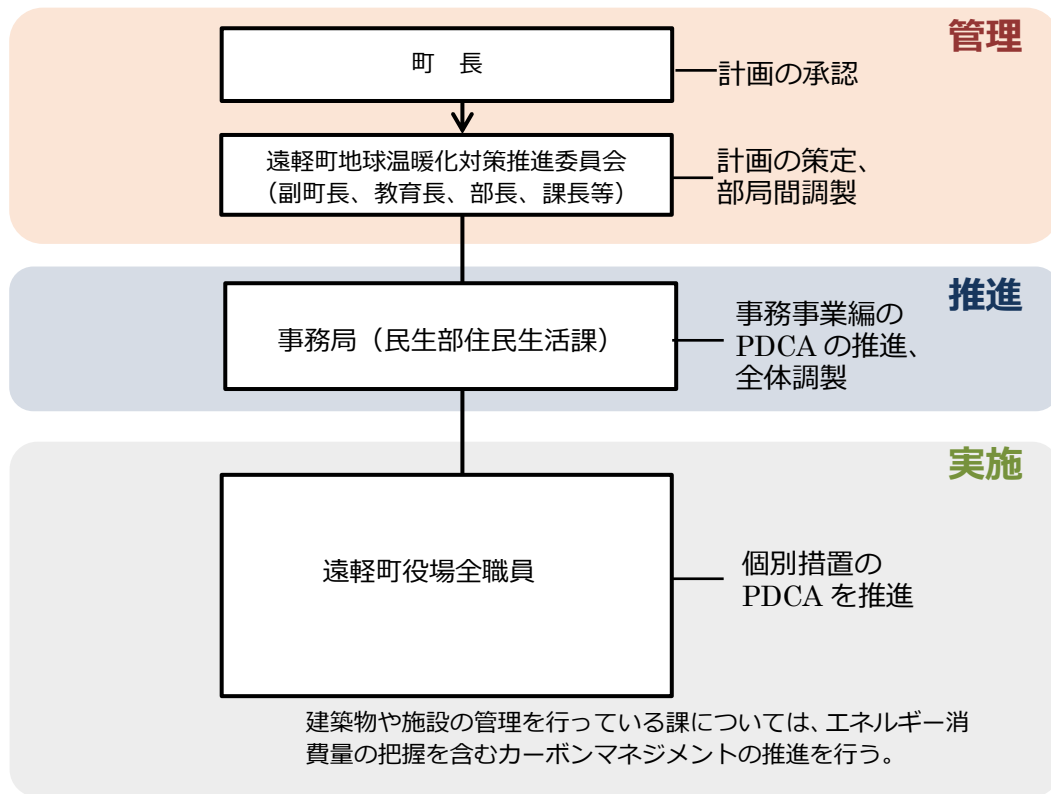 管理
町　長
計画の承認
遠軽町地球温暖化対策推進委員会
（副町長、教育長、部長、課長等）
計画の策定、
部局間調製
推進
事務局（民生部住民生活課）
事務事業編の
PDCA の推進、
全体調製
実施
遠軽町役場全職員
個別措置の
PDCA を推進
建築物や施設の管理を行っている課については、エネルギー消
費量の把握を含むカーボンマネジメントの推進を行う。